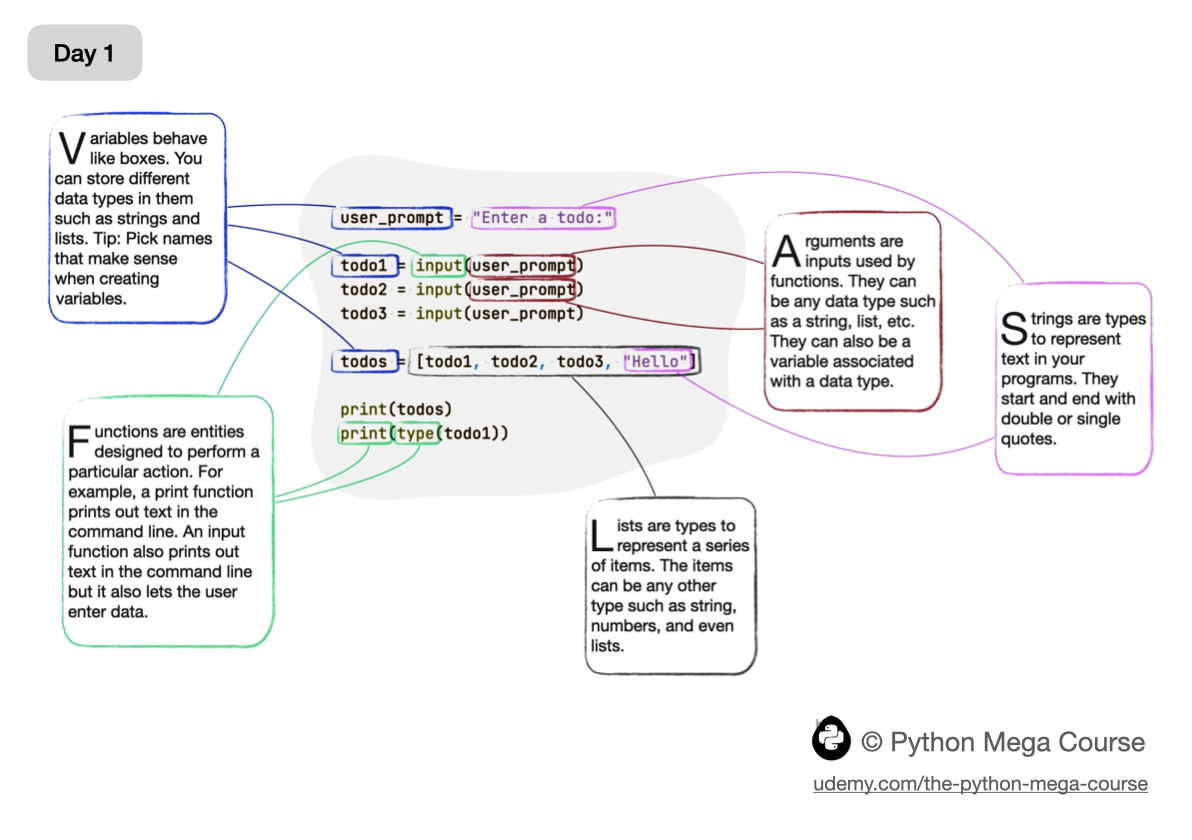 Day 1
Variables behave
like boxes. You
can store different
data types in them
such as strings and
lists. Tip: Pick names
that make sense
when creating
variables.
user_prompt = "Enter a todo:"
todo1 = input(user_prompt)
todo2 = input(user_prompt)
todo3 = input(user_prompt)
todos = [todo1, todo2, todo3, "Hello"]
print(todos)
print(type(todo1))
Arguments are
inputs used by
functions. They can
be any data type such
as a string, list, etc.
They can also be a
variable associated
with a data type.
Strings are types
to represent
text in your
programs. They
start and end with
double or single
quotes.
Functions are entities
designed to perform a
particular action. For
example, a print function
prints out text in the
command line. An input
function also prints out
text in the command line
but it also lets the user
enter data.
Lists are types to
represent a series
of items. The items
can be any other
type such as string,
numbers, and even
lists.
© Python Mega Course
udemy.com/the-python-mega-course